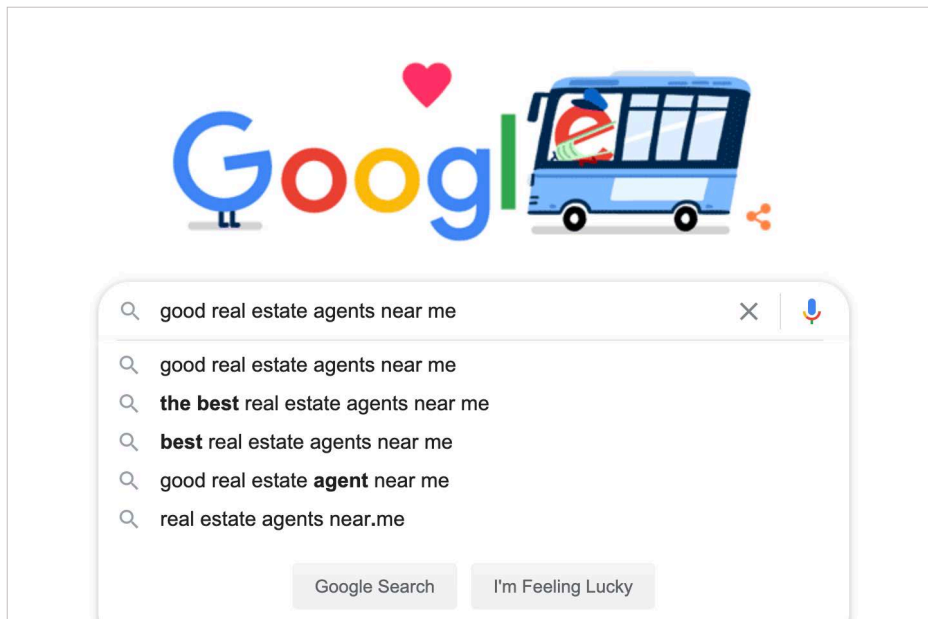 Google
good real estate agents near me
good real estate agents near me
the best real estate agents near me
best real estate agents near me
good real estate agent near me
real estate agents near.me
Google Search I'm Feeling Lucky